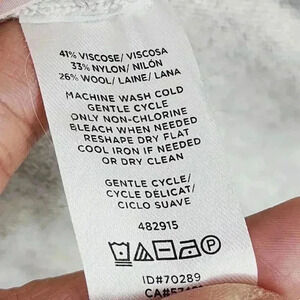 41% VISCOSE/ VISCOSA
33% NYLON/ NILÓN
26% WOOL/ LAINE/ LANA
MACHINE WASH COLD
GENTLE CYCLE
ONLY NON-CHLORINE
BLEACH WHEN NEEDED
RESHAPE DRY FLAT
COOL IRON IF NEEDED
OR DRY CLEAN
GENTLE CYCLE/
CYCLE DÉLICAT/
CICLO SUAVE
482915
ID#70289